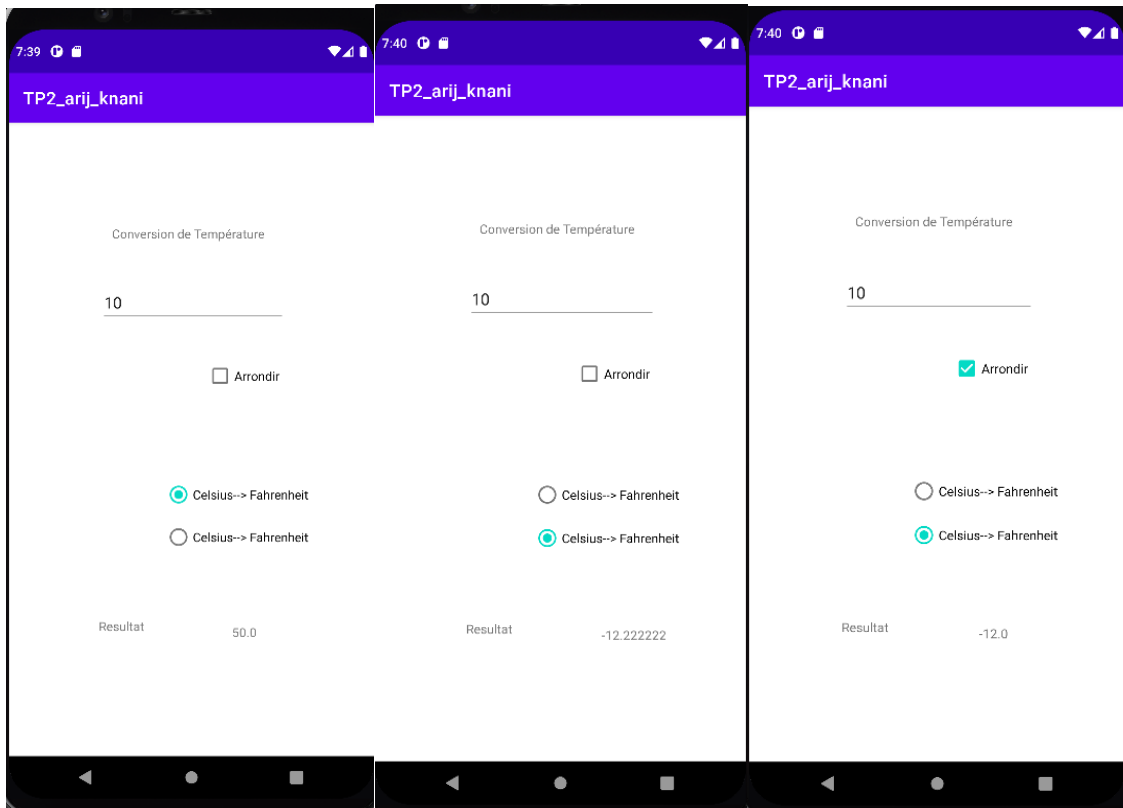 7:39
TP2_arij_knani
Conversion de Température
10
Arrondir
Celsius--> Fahrenheit
Celsius--> Fahrenheit
Resultat 50.0
7:40
TP2_arij_knani
Conversion de Température
10
Arrondir
Celsius--> Fahrenheit
Celsius--> Fahrenheit
Resultat -12.222222
7:40
TP2_arij_knani
Conversion de Température
10
Arrondir
Celsius--> Fahrenheit
Celsius--> Fahrenheit
Resultat -12.0